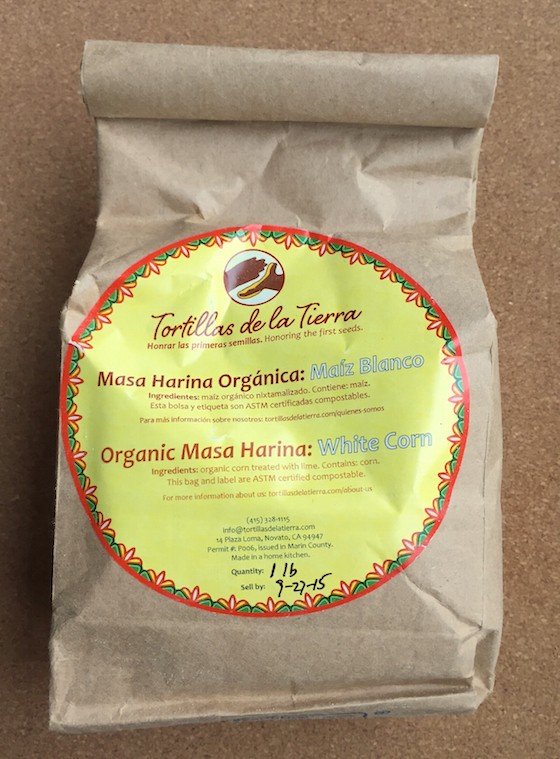 Tortillas de la Tierra
Honrar las primeras semillas. Honoring the first seeds.
Masa Harina Orgánica: Maíz Blanco
Ingredientes: maíz orgánico nixtamalizado. Contiene: maíz.
Esta bolsa y etiqueta son ASTM certificadas compostables.
Para más información sobre nosotros: tortillasdelatierra.com/quienes-somos
Organic Masa Harina: White Corn
Ingredients: organic corn treated with lime. Contains: corn.
This bag and label are ASTM certified compostable.
For more information about us: tortillasdelatierra.com/about-us
(415) 328-1115
info@tortillasdelatierra.com
14 Plaza Loma, Novato, CA 94947
Permit #: P006, Issued in Marin County.
Made in a home kitchen.
Quantity: 1 lb
Sell by: 9-27-15